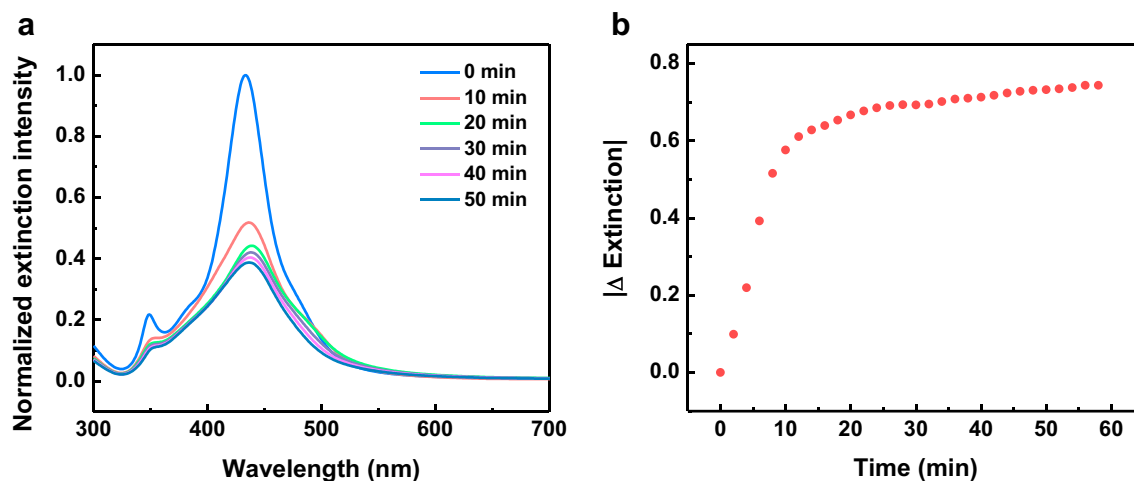 a
Normalized extinction intensity
1.0
0.8
0.6
0.4
0.2
0.0
300
400
500
600
700
Wavelength (nm)
0 min
10 min
20 min
30 min
40 min
50 min
b
|Δ Extinction|
0.8
0.6
0.4
0.2
0.0
0
10
20
30
40
50
60
Time (min)